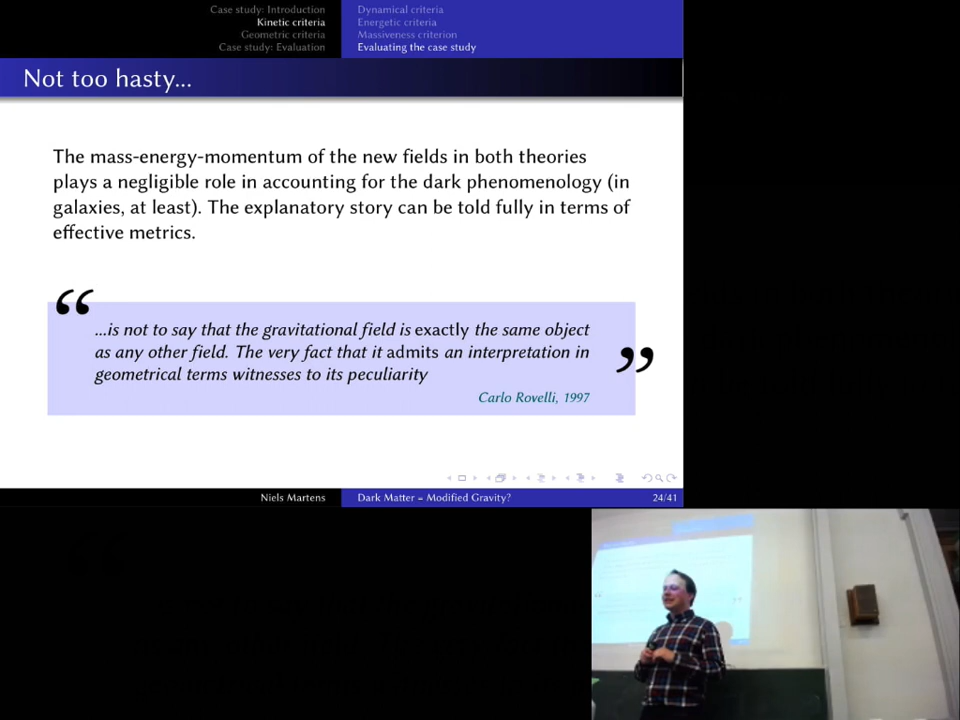 Case study: Introduction
Kinetic criteria
Geometric criteria
Case study: Evaluation
Dynamical criteria
Energetic criteria
Massiveness criterion
Evaluating the case study
Not too hasty...
The mass-energy-momentum of the new fields in both theories
plays a negligible role in accounting for the dark phenomenology (in
galaxies, at least). The explanatory story can be told fully in terms of
effective metrics.
“
...is not to say that the gravitational field is exactly the same object
as any other field. The very fact that it admits an interpretation in
geometrical terms witnesses to its peculiarity
”
Carlo Rovelli, 1997
Niels Martens
Dark Matter = Modified Gravity?
24/41